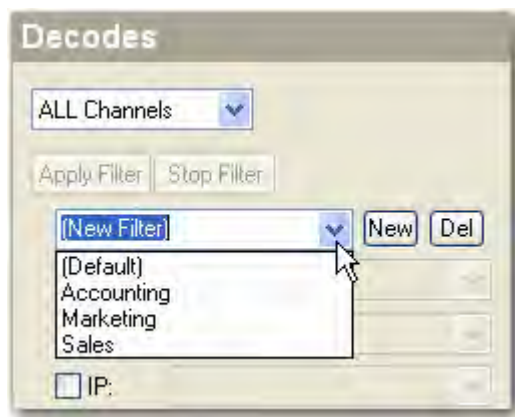 Decodes
ALL Channels
Apply Filter Stop Filter
(New Filter) New Del
(Default)
Accounting
Marketing
Sales
IP: